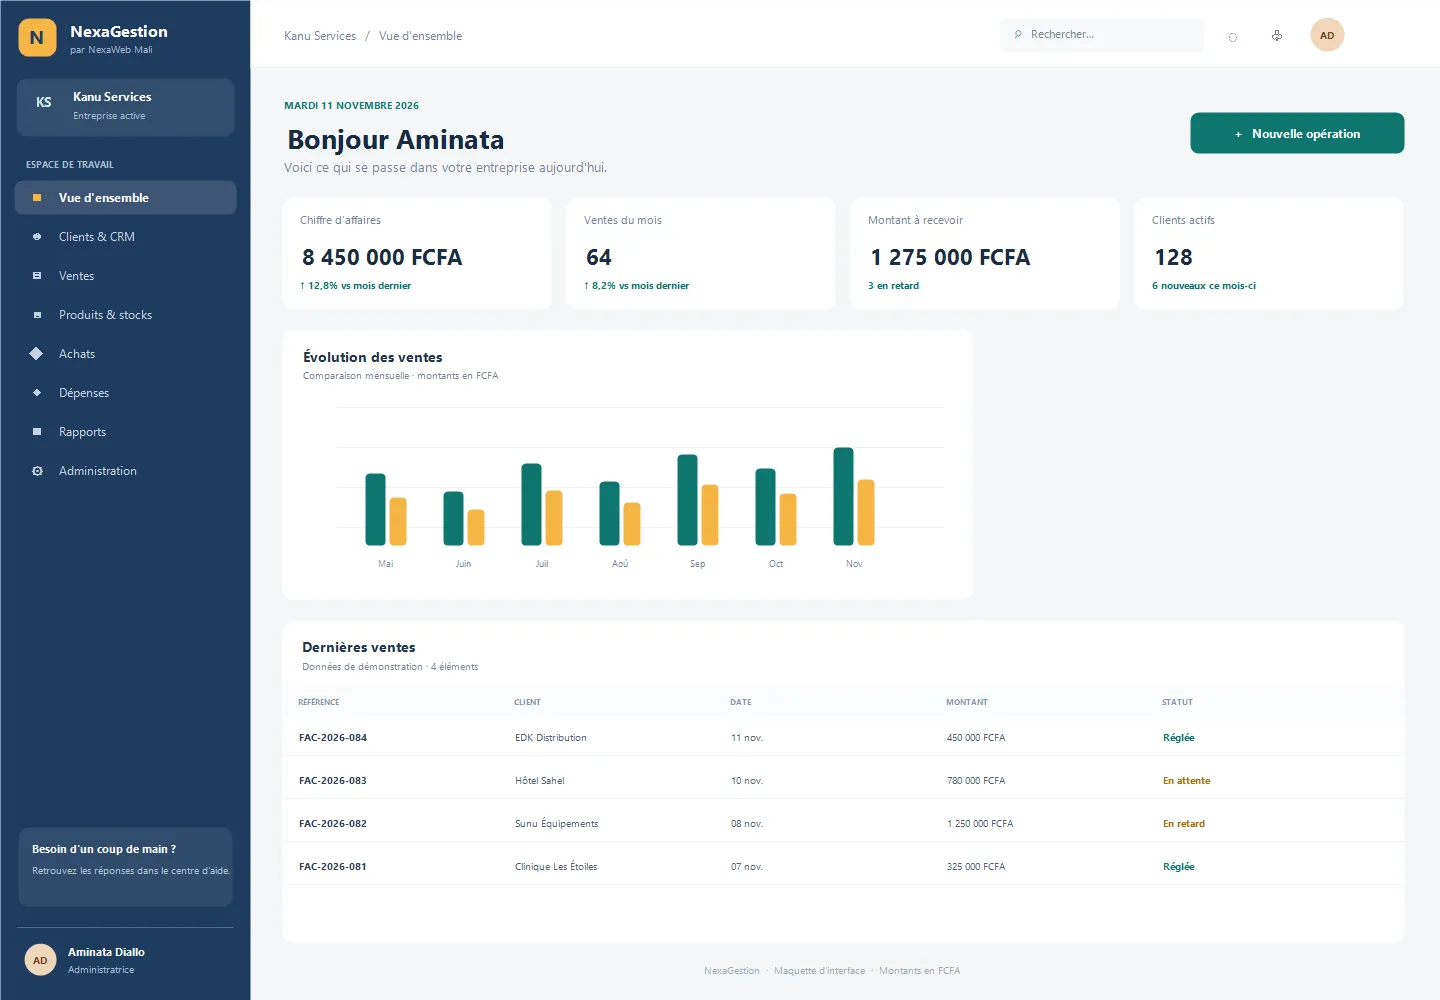 N
NexaGestion
par NexaWeb Mali
KS
Kanu Services
Entreprise active
ESPACE DE TRAVAIL
Vue d'ensemble
Clients & CRM
Ventes
Produits & stocks
Achats
Dépenses
Rapports
Administration
Besoin d'un coup de main ?
Retrouvez les réponses dans le centre d'aide.
AD
Aminata Diallo
Administratrice
Kanu Services / Vue d'ensemble
Rechercher...
AD
MARDI 11 NOVEMBRE 2026
Bonjour Aminata
Voici ce qui se passe dans votre entreprise aujourd'hui.
+ Nouvelle opération
Chiffre d'affaires
8 450 000 FCFA
↑ 12,8% vs mois dernier
Ventes du mois
64
↑ 8,2% vs mois dernier
Montant à recevoir
1 275 000 FCFA
3 en retard
Clients actifs
128
6 nouveaux ce mois-ci
Évolution des ventes
Comparaison mensuelle · montants en FCFA
Mai Juin Juil Aoû Sep Oct Nov
Dernières ventes
Données de démonstration · 4 éléments
RÉFÉRENCE CLIENT DATE MONTANT STATUT
FAC-2026-084 EDK Distribution 11 nov. 450 000 FCFA Réglée
FAC-2026-083 Hôtel Sahel 10 nov. 780 000 FCFA En attente
FAC-2026-082 Sunu Équipements 08 nov. 1 250 000 FCFA En retard
FAC-2026-081 Clinique Les Étoiles 07 nov. 325 000 FCFA Réglée
NexaGestion · Maquette d'interface · Montants en FCFA